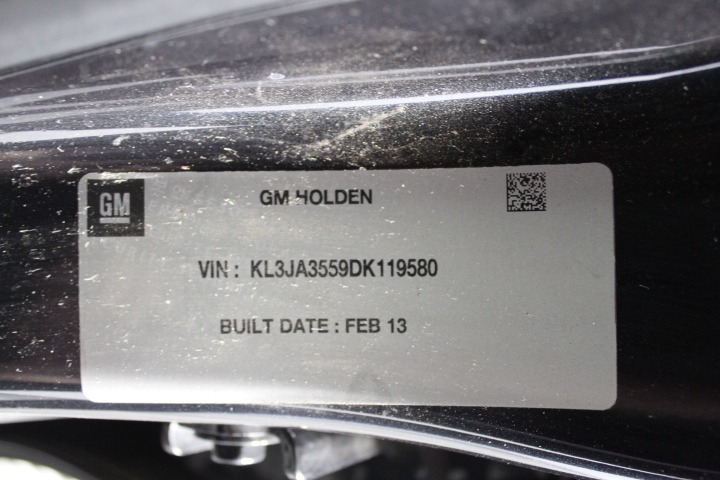 GM
GM HOLDEN
VIN : KL3JA3559DK119580
BUILT DATE : FEB 13